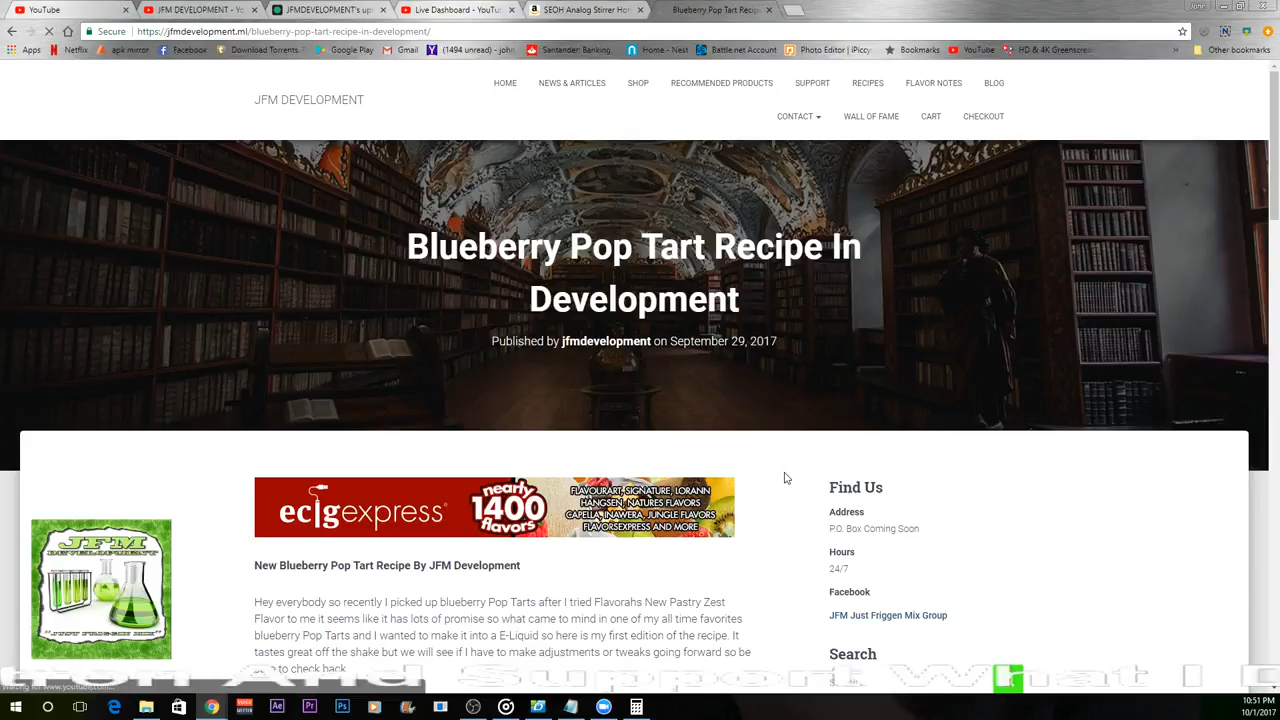 YouTube
JFM DEVELOPMENT - Yo
JFMDEVELOPMENT's up
Live Dashboard - YouTu
SEOH Analog Stirrer Hot
Blueberry Pop Tart Recip
John
Secure
https://jfmdevelopment.ml/blueberry-pop-tart-recipe-in-development/
Apps
Netflix
apk mirror
Facebook
Download Torrents
Google Play
Gmail
(1494 unread) - john
Santander: Banking
Home - Nest
Battle.net Account
Photo Editor | iPiccy
Bookmarks
YouTube
HD & 4K Greenscree
Other bookmarks
JFM DEVELOPMENT
HOME
NEWS & ARTICLES
SHOP
RECOMMENDED PRODUCTS
SUPPORT
RECIPES
FLAVOR NOTES
BLOG
CONTACT
WALL OF FAME
CART
CHECKOUT
Blueberry Pop Tart Recipe In
Development
Published by jfmdevelopment on September 29, 2017
ecigexpress
nearly
1400
flavors
FLAVOURART, SIGNATURE, LORANN
HANGSEN, NATURES FLAVORS
CAPELLA, INAWERA, JUNGLE FLAVORS
FLAVORSEXPRESS AND MORE
JFM
DEVELOPMENT
"JUST FRIGGEN MIX"
New Blueberry Pop Tart Recipe By JFM Development
Hey everybody so recently I picked up blueberry Pop Tarts after I tried Flavorahs New Pastry Zest
Flavor to me it seems like it has lots of promise so what came to mind in one of my all time favorites
blueberry Pop Tarts and I wanted to make it into a E-Liquid so here is my first edition of the recipe. It
tastes great off the shake but we will see if I have to make adjustments or tweaks going forward so be
to check back
Find Us
Address
P.O. Box Coming Soon
Hours
24/7
Facebook
JFM Just Friggen Mix Group
Search
And Support What I D
10:51 PM
10/1/2017